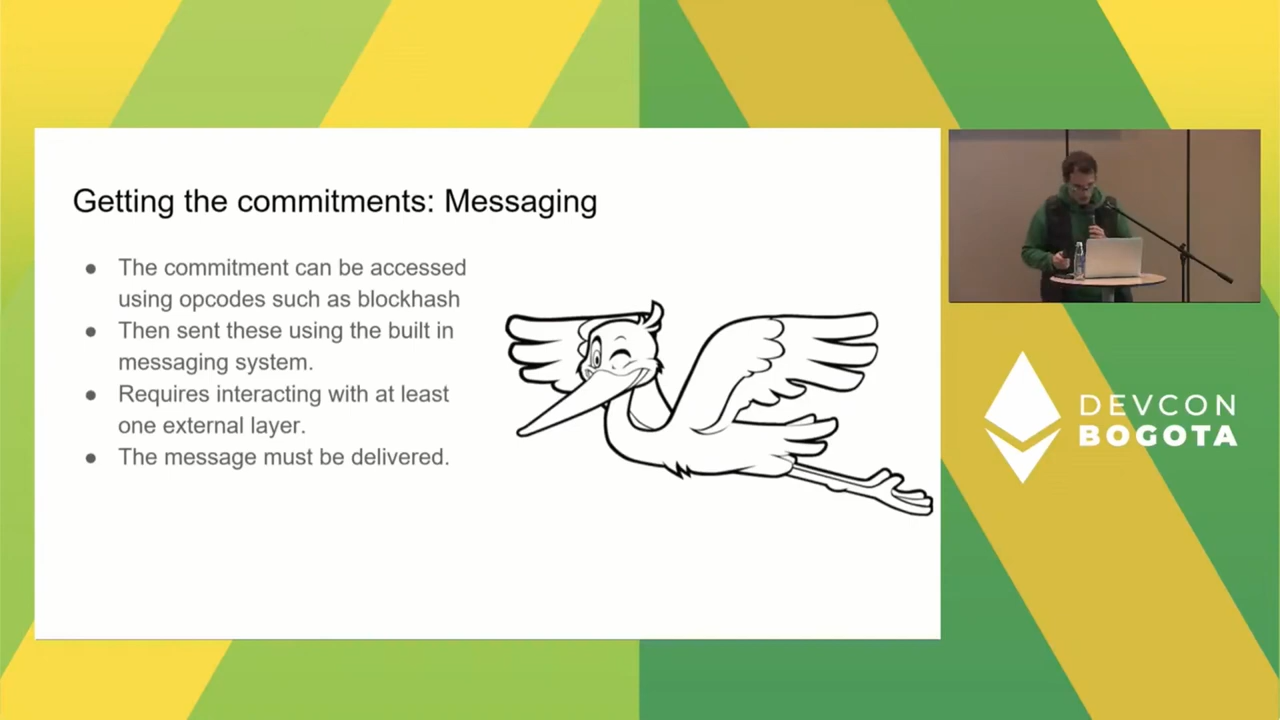 Getting the commitments: Messaging
● The commitment can be accessed
using opcodes such as blockhash
● Then sent these using the built in
messaging system.
● Requires interacting with at least
one external layer.
● The message must be delivered.
DEVCON
BOGOTA